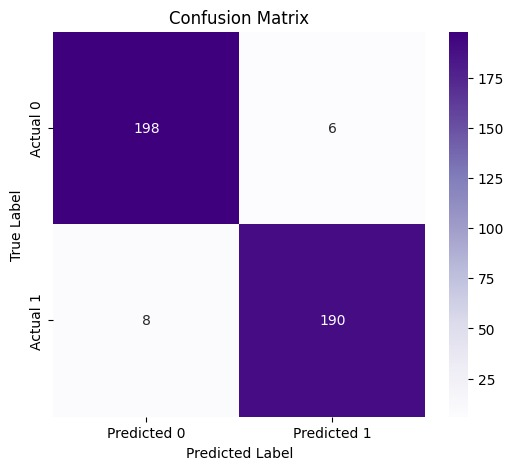 Confusion Matrix
Actual 0
198
6
Actual 1
8
190
True Label
Predicted 0
Predicted 1
Predicted Label
175
150
125
100
75
50
25